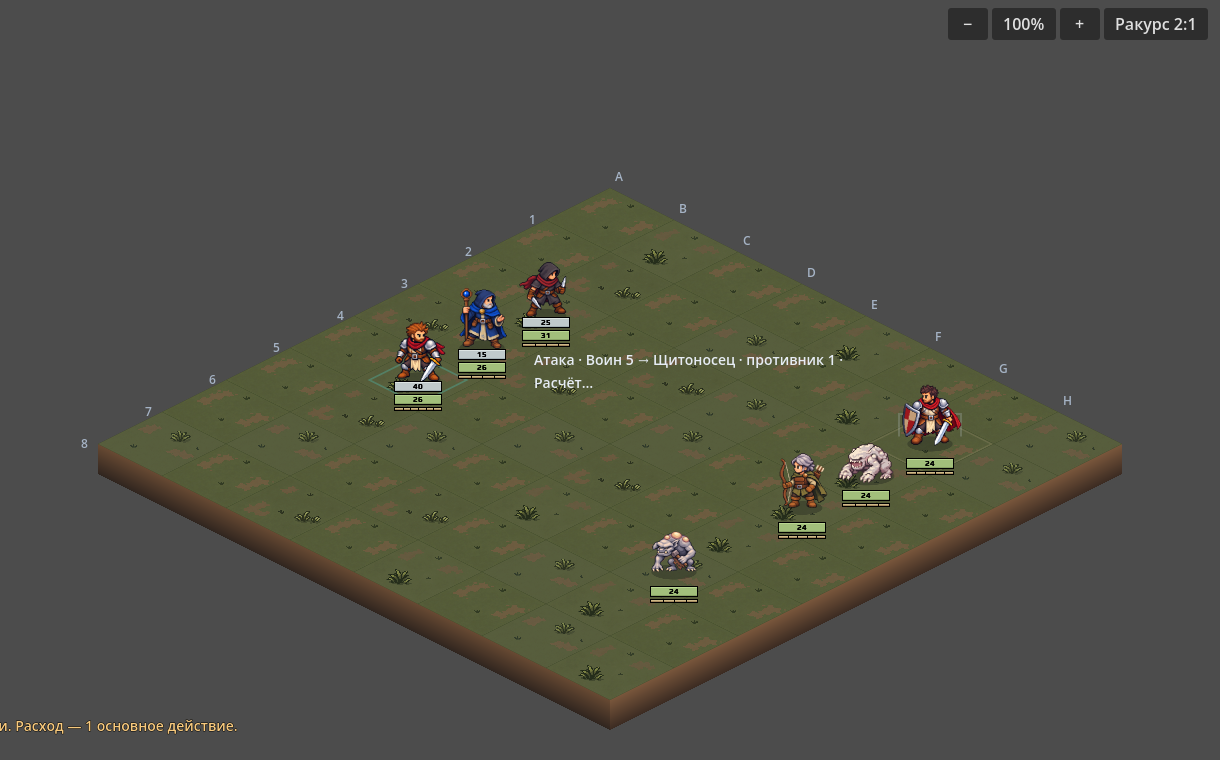 − 100% + Ракурс 2:1
A
B
1
C
2
D
3
E
4
F
5
G
6
H
7
8
25
31
15
26
40
26
Атака · Воин 5 → Щитоносец · противник 1 ·
Расчёт...
24
24
24
24
и. Расход — 1 основное действие.